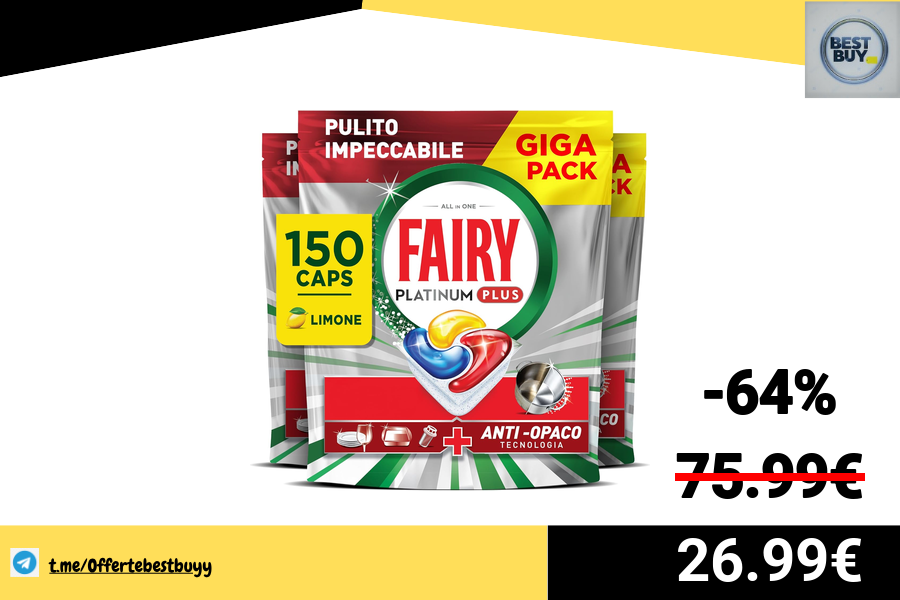 BEST
BUY
PULITO
IMPECCABILE
GIGA
PACK
ALL IN ONE
FAIRY
PLATINUM PLUS
150
CAPS
LIMONE
ANTI-OPACO
TECNOLOGIA
-64%
75.99€
26.99€
t.me/Offertebestbuyy